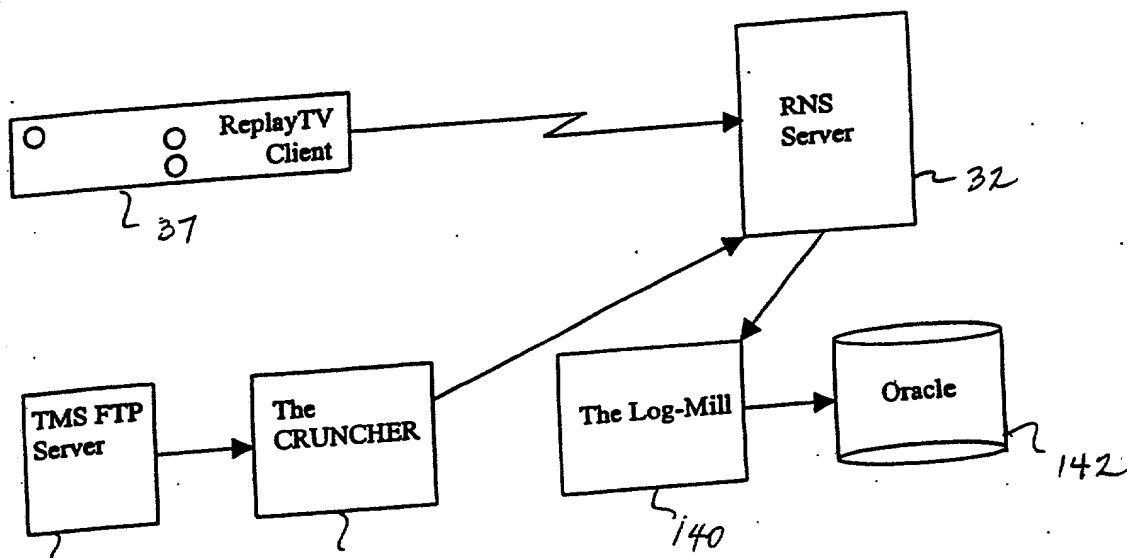 ReplayTV
Client
37
RNS
Server
32
TMS FTP
Server
The
CRUNCHER
The Log-Mill
140
Oracle
142